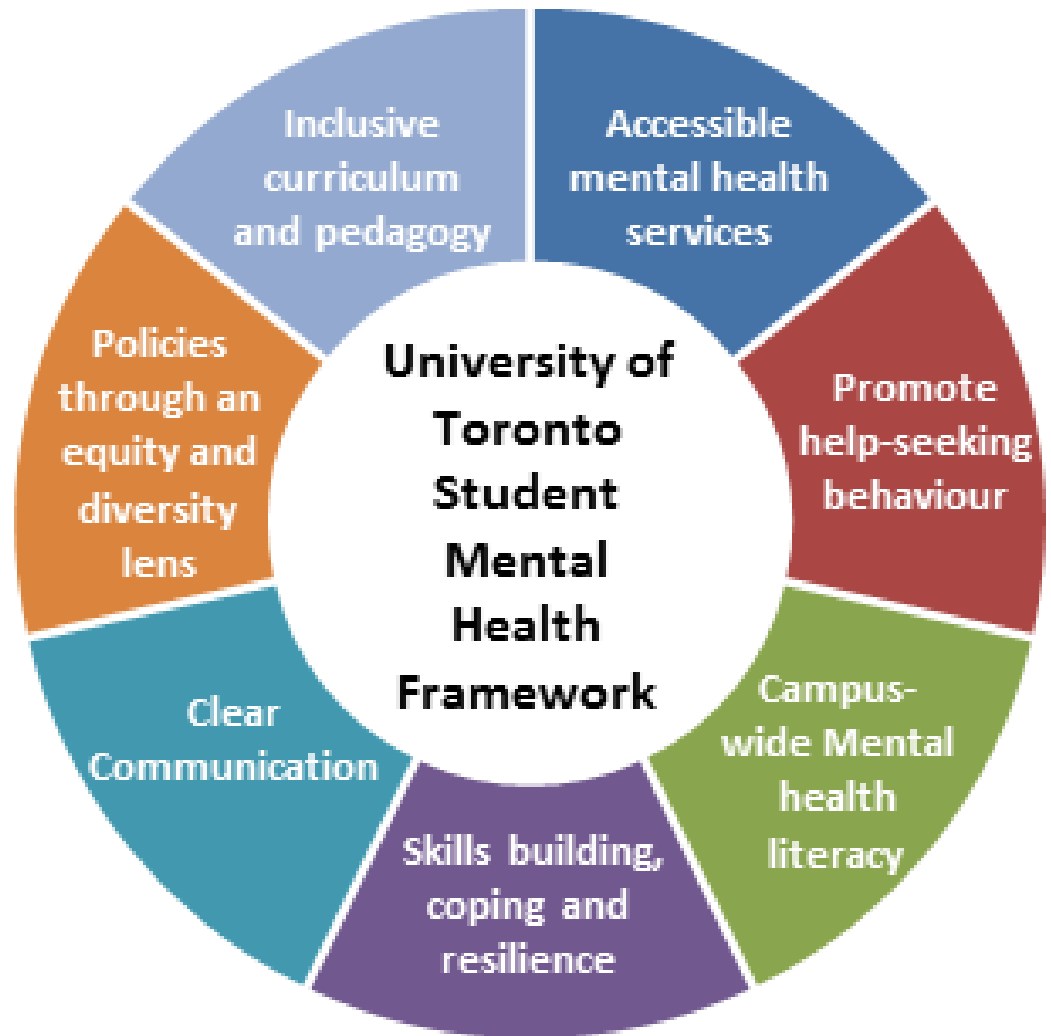 Inclusive
curriculum
and pedagogy
Accessible
mental health
services
Policies
through an
equity and
diversity
lens
University of
Toronto
Student
Mental
Health
Framework
Promote
help-seeking
behaviour
Clear
Communication
Campus-
wide Mental
health
literacy
Skills building,
coping and
resilience